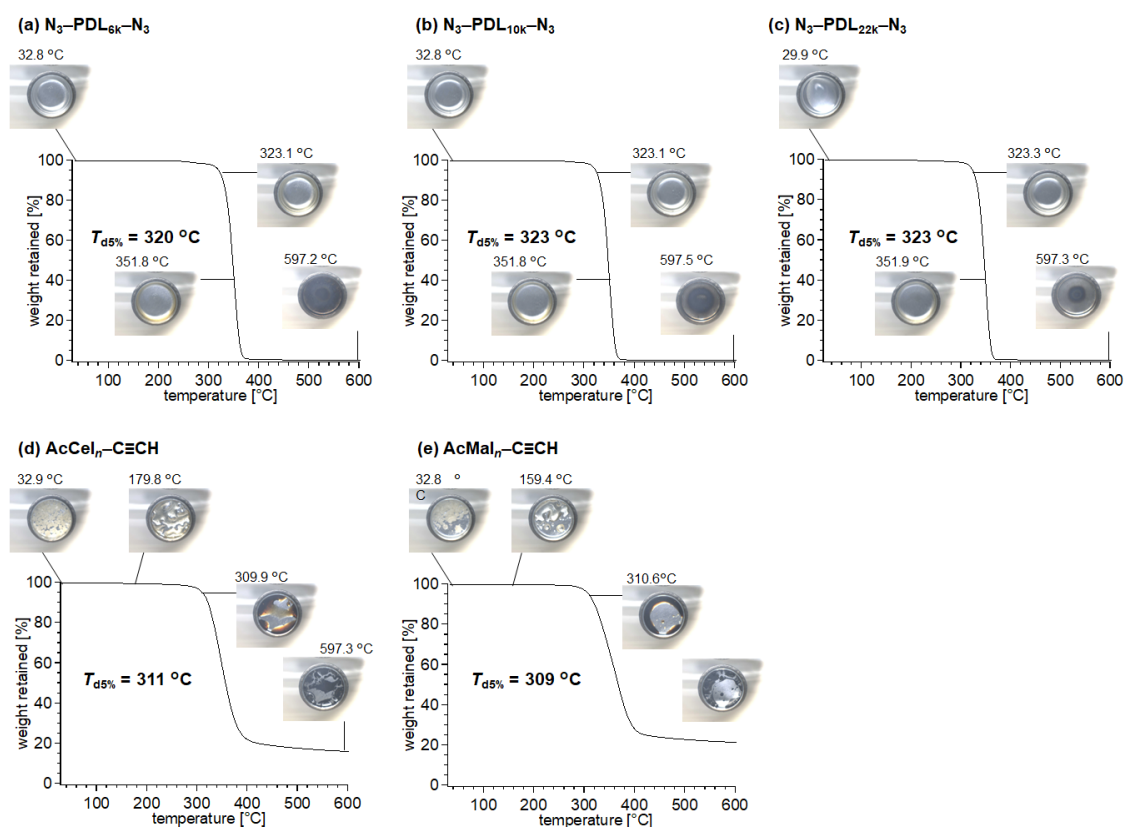 (a) N₃–PDL₆ₖ–N₃
32.8 °C
323.1 °C
Td5% = 320 °C
351.8 °C
597.2 °C
weight retained [%]
100
80
60
40
20
0
100 200 300 400 500 600
temperature [°C]
(b) N₃–PDL₁₀ₖ–N₃
32.8 °C
323.1 °C
Td5% = 323 °C
351.8 °C
597.5 °C
weight retained [%]
100
80
60
40
20
0
100 200 300 400 500 600
temperature [°C]
(c) N₃–PDL₂₂ₖ–N₃
29.9 °C
323.3 °C
Td5% = 323 °C
351.9 °C
597.3 °C
weight retained [%]
100
80
60
40
20
0
100 200 300 400 500 600
temperature [°C]
(d) AcCelₙ–C≡CH
32.9 °C
179.8 °C
309.9 °C
597.3 °C
Td5% = 311 °C
weight retained [%]
100
80
60
40
20
0
100 200 300 400 500 600
temperature [°C]
(e) AcMalₙ–C≡CH
32.8 °
C
159.4 °C
310.6°C
Td5% = 309 °C
weight retained [%]
100
80
60
40
20
0
100 200 300 400 500 600
temperature [°C]